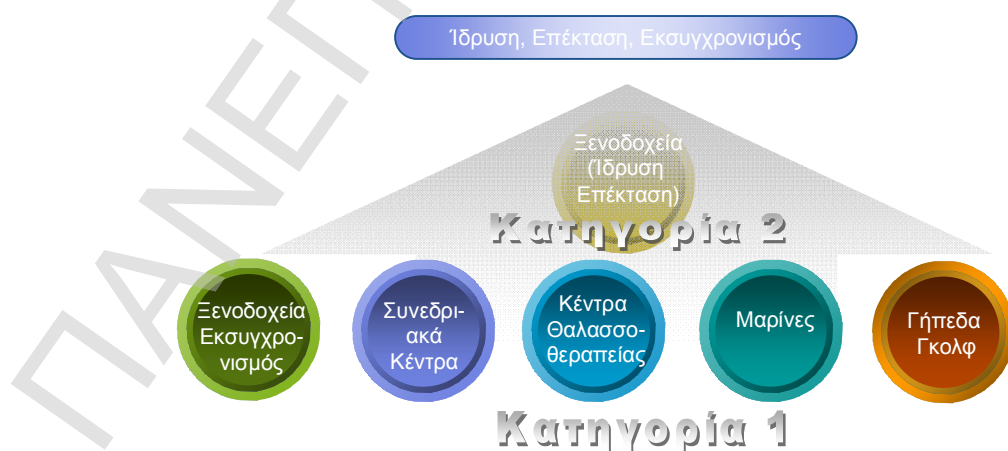 Ίδρυση, Επέκταση, Εκσυγχρονισμός
Ξενοδοχεία
(Ίδρυση
Επέκταση)
Κατηγορία 2
Ξενοδοχεία
Εκσυγχρο-
νισμός
Συνεδρι-
ακά
Κέντρα
Κέντρα
Θαλασσο-
θεραπείας
Μαρίνες
Γήπεδα
Γκολφ
Κατηγορία 1
ΠΑΝΕΠ